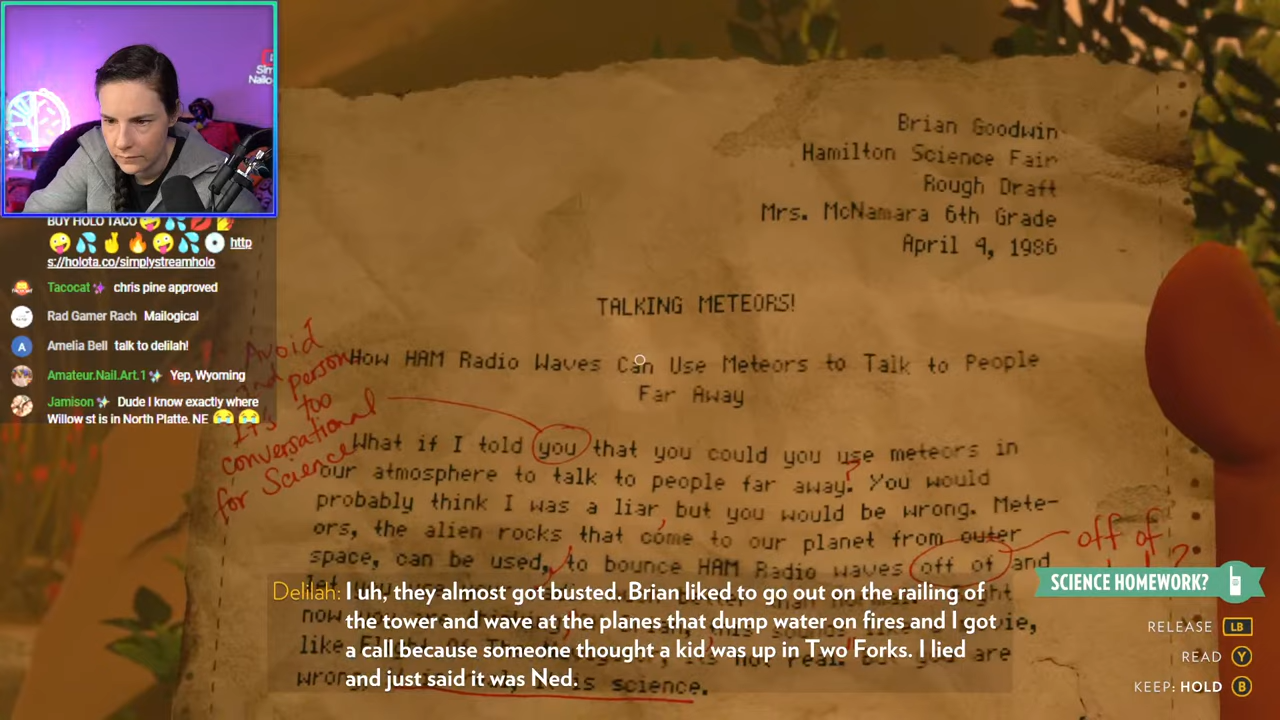 BUY HOLO TACO 🤪💦💋💅
🤪💦🤞🔥🤪💦💿 http
s://holota.co/simplystreamholo
Tacocat chris pine approved
Rad Gamer Rach Mailogical
A Amelia Bell talk to delilah!
Amateur.Nail.Art.1 Yep, Wyoming
Jamison Dude I know exactly where
Willow st is in North Platte, NE 😂😂
Brian Goodwin
Hamilton Science Fair
Rough Draft
Mrs. McNamara 6th Grade
April 4, 1986
TALKING METEORS!
How HAM Radio Waves Can Use Meteors to Talk to People
Far Away
Avoid
person
It's too
conversational
for Science
What if I told you that you could you use meteors in
our atmosphere to talk to people far away. You would
probably think I was a liar, but you would be wrong. Mete-
ors, the alien rocks that come to our planet from outer
space, can be used, to bounce HAM Radio waves off of and
off of
?
now
like
wrong, is science.
Delilah: I uh, they almost got busted. Brian liked to go out on the railing of
the tower and wave at the planes that dump water on fires and I got
a call because someone thought a kid was up in Two Forks. I lied
and just said it was Ned.
SCIENCE HOMEWORK?
RELEASE LB
READ Y
KEEP: HOLD B